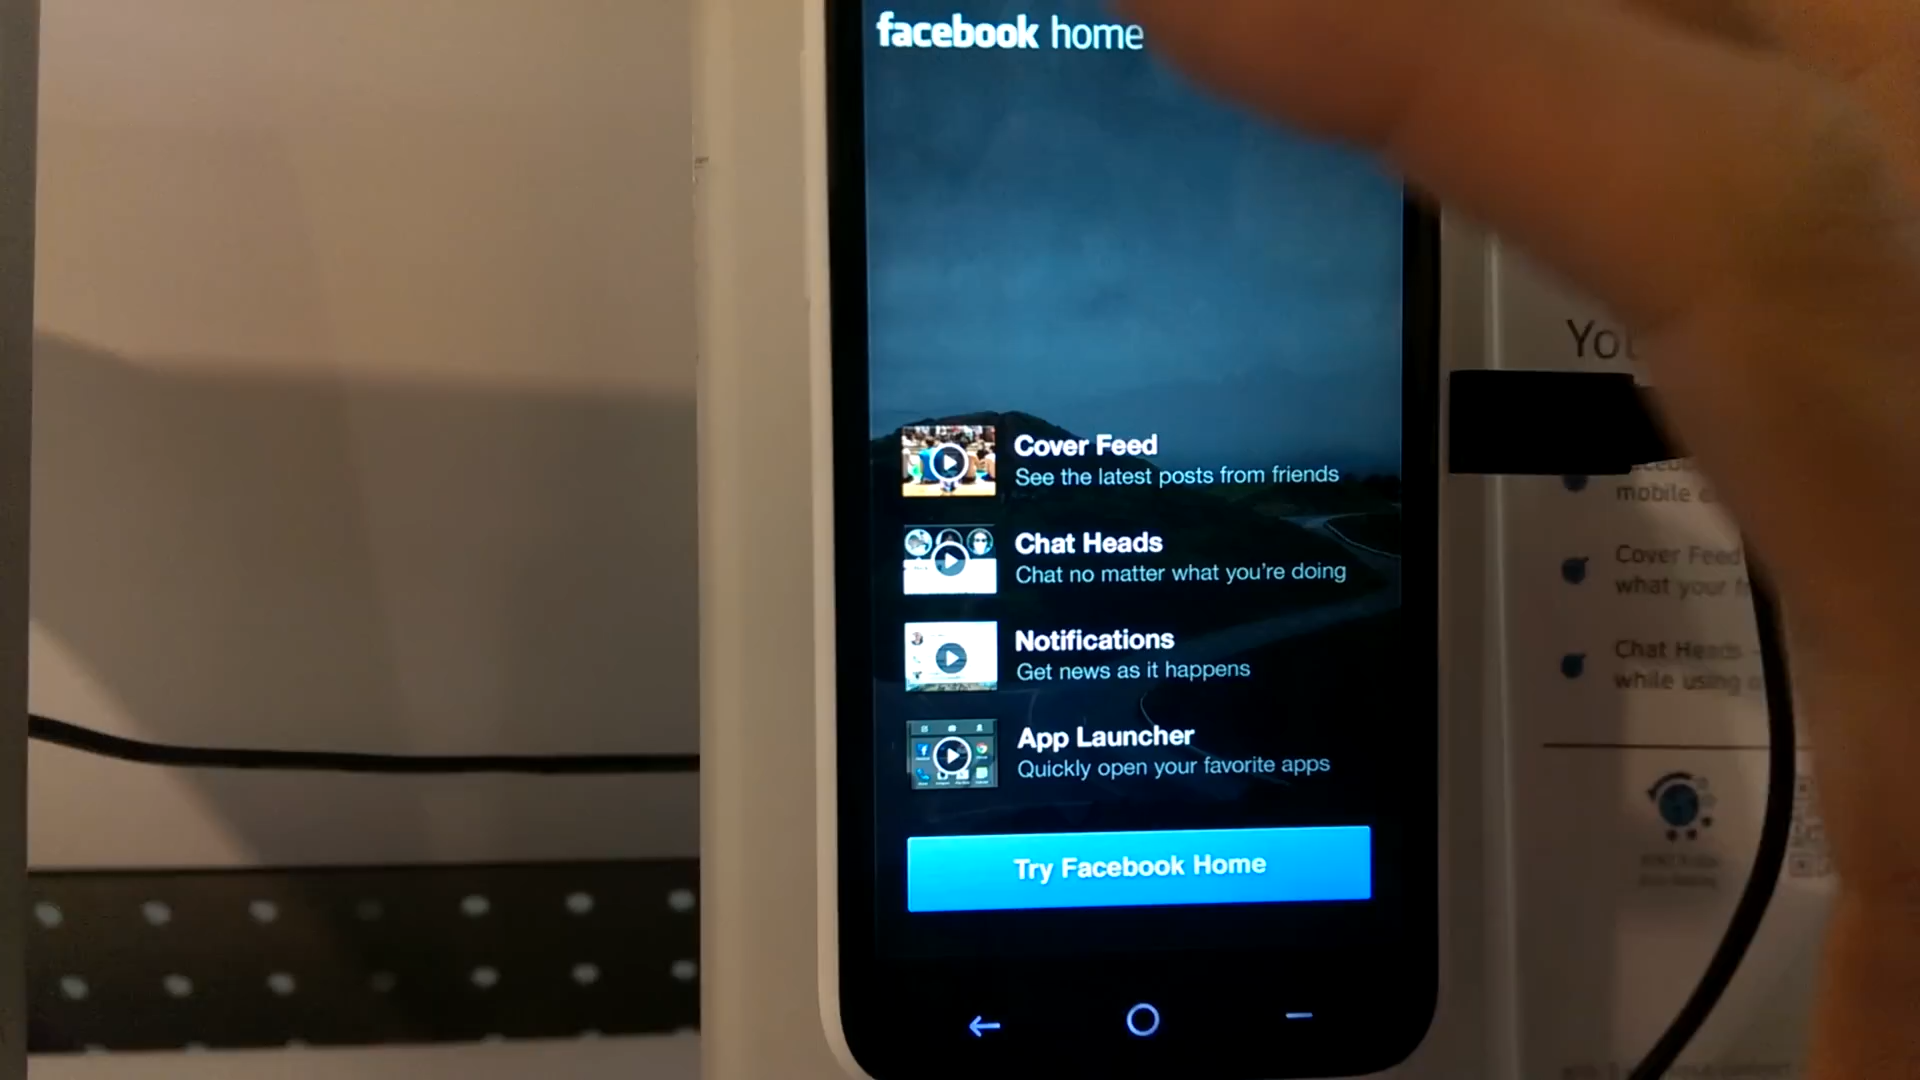 facebook home
Cover Feed
See the latest posts from friends
Chat Heads
Chat no matter what you're doing
Notifications
Get news as it happens
App Launcher
Quickly open your favorite apps
Try Facebook Home
mobile
Cover Feed
what your
Chat Heads -
while using